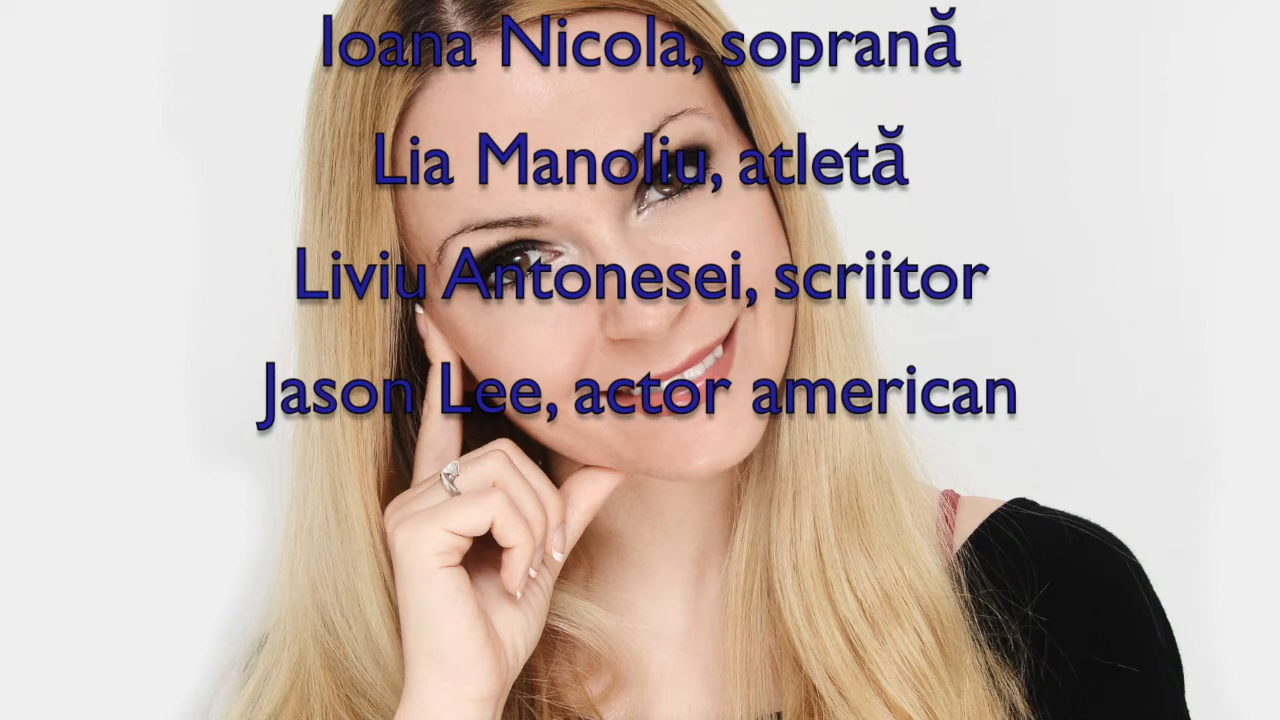 Ioana Nicola, soprană
Lia Manoliu, atletă
Liviu Antonesei, scriitor
Jason Lee, actor american